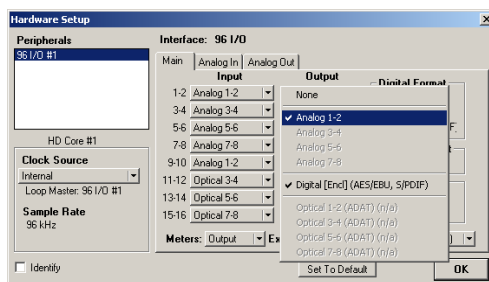 Hardware Setup
Peripherals
96 I/O #1
HD Core #1
Clock Source
Internal
Loop Master: 96 I/O #1
Sample Rate
96 kHz
Identify
Interface: 96 I/O
Main Analog In Analog Out
Input Output Digital Format
1-2 Analog 1-2
3-4 Analog 3-4
5-6 Analog 5-6
7-8 Analog 7-8
9-10 Analog 1-2
11-12 Optical 3-4
13-14 Optical 5-6
15-16 Optical 7-8
None
Analog 1-2
Analog 3-4
Analog 5-6
Analog 7-8
Digital [Encl] (AES/EBU, S/PDIF)
Optical 1-2 (ADAT) (n/a)
Optical 3-4 (ADAT) (n/a)
Optical 5-6 (ADAT) (n/a)
Optical 7-8 (ADAT) (n/a)
Meters: Output
Set To Default
OK